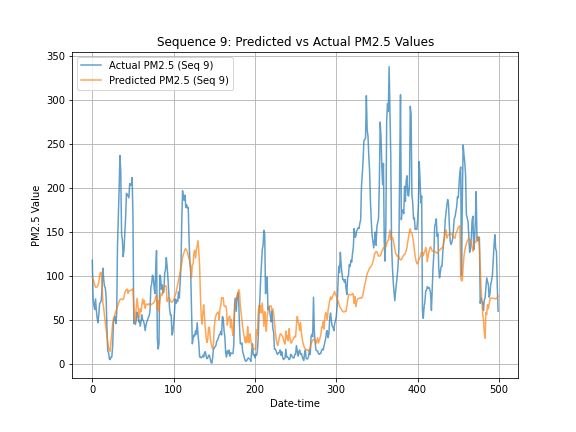 Sequence 9: Predicted vs Actual PM2.5 Values
Actual PM2.5 (Seq 9)
Predicted PM2.5 (Seq 9)
PM2.5 Value
350
300
250
200
150
100
50
0
0
100
200
300
400
500
Date-time